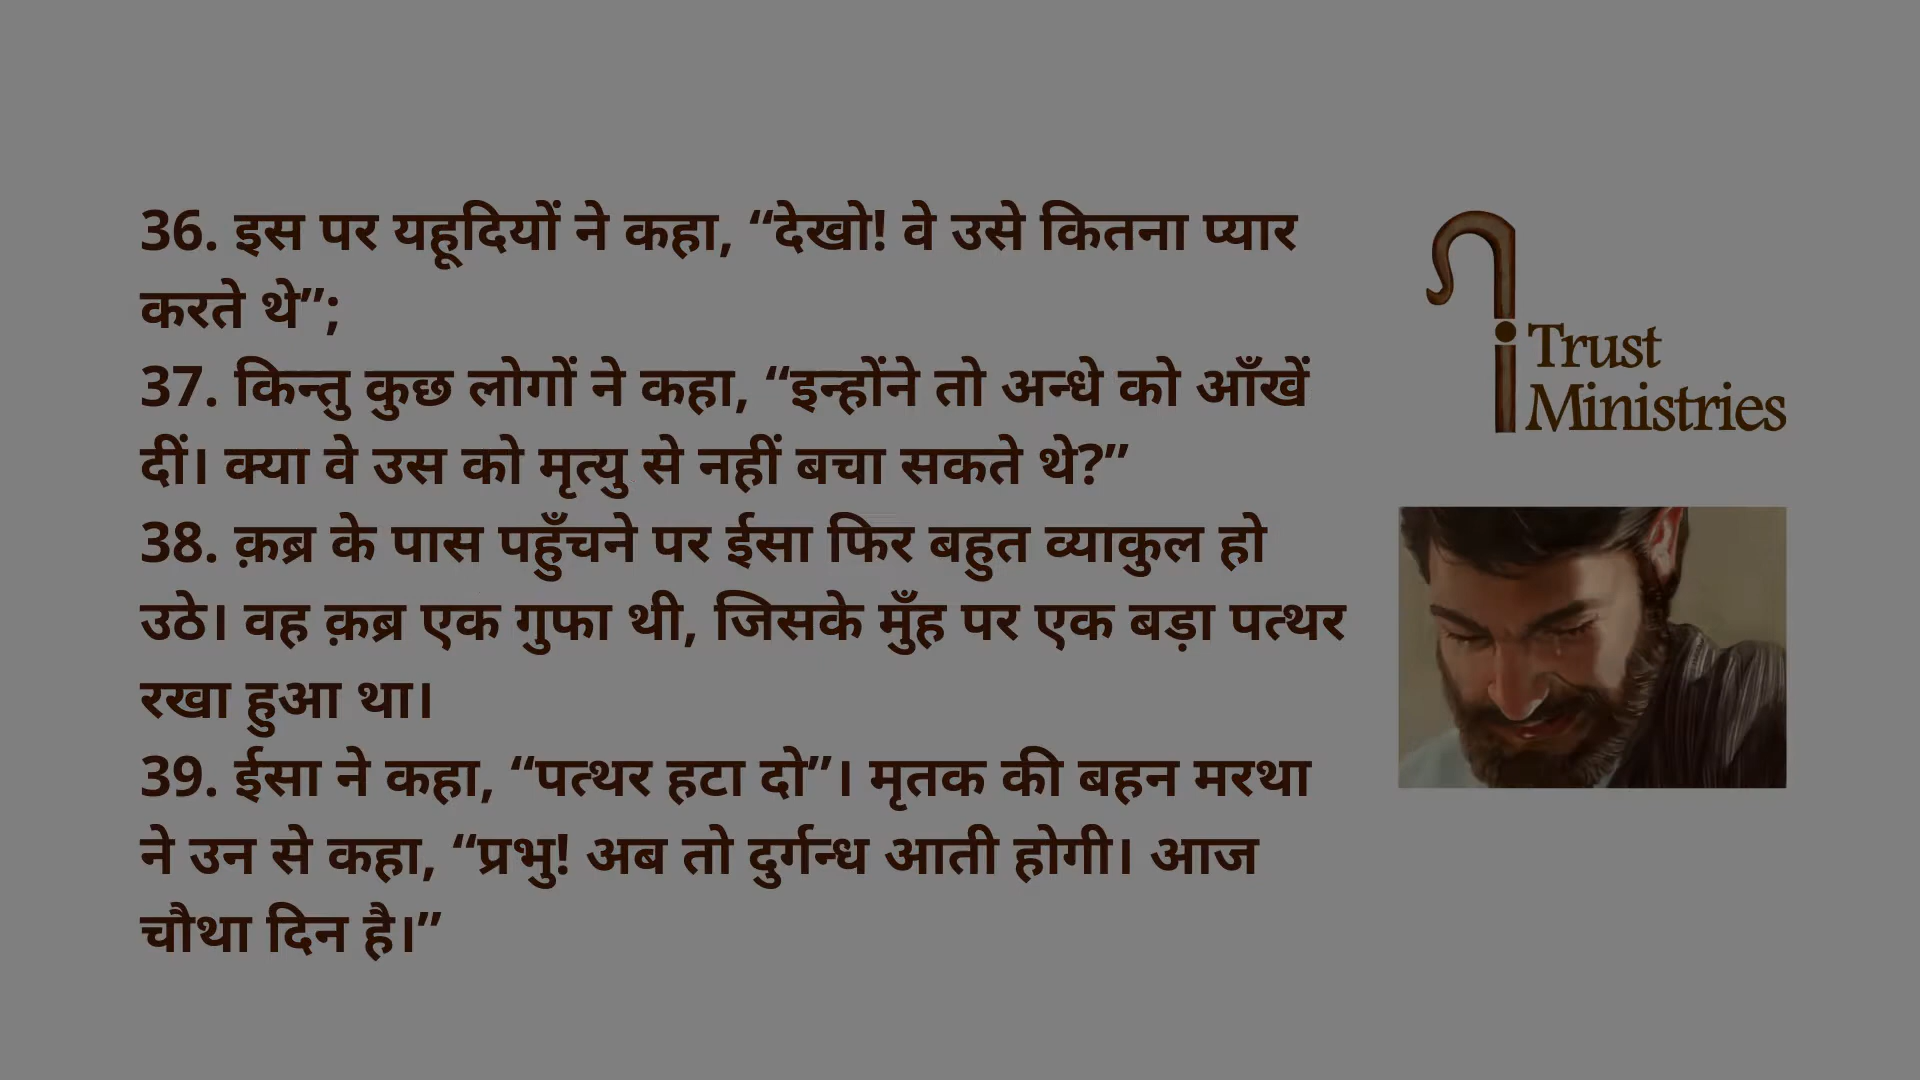 36. इस पर यहूदियों ने कहा, “देखो! वे उसे कितना प्यार
करते थे”;
37. किन्तु कुछ लोगों ने कहा, “इन्होंने तो अन्धे को आँखें
दीं। क्या वे उस को मृत्यु से नहीं बचा सकते थे?”
38. क़ब्र के पास पहुँचने पर ईसा फिर बहुत व्याकुल हो
उठे। वह क़ब्र एक गुफा थी, जिसके मुँह पर एक बड़ा पत्थर
रखा हुआ था।
39. ईसा ने कहा, “पत्थर हटा दो”। मृतक की बहन मरथा
ने उन से कहा, “प्रभु! अब तो दुर्गन्ध आती होगी। आज
चौथा दिन है।”
i Trust
Ministries